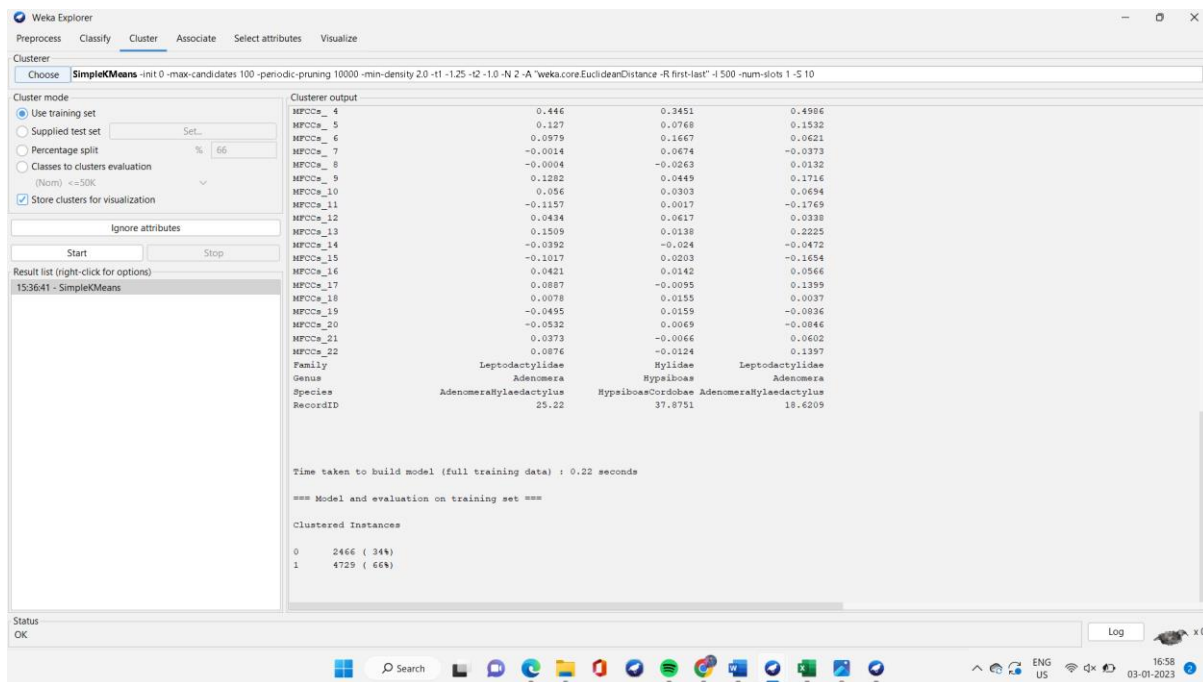 Weka Explorer
Preprocess Classify Cluster Associate Select attributes Visualize
Clusterer
Choose SimpleKMeans -init 0 -max-candidates 100 -periodic-pruning 10000 -min-density 2.0 -t1 -1.25 -t2 -1.0 -N 2 -A "weka.core.EuclideanDistance -R first-last" -I 500 -num-slots 1 -S 10
Cluster mode
Use training set
Supplied test set Set...
Percentage split % 66
Classes to clusters evaluation
(Nom) <=50K
Store clusters for visualization
Ignore attributes
Start Stop
Result list (right-click for options)
15:36:41 - SimpleKMeans
Clusterer output
MFCCs_ 4 0.446 0.3451 0.4986
MFCCs_ 5 0.127 0.0768 0.1532
MFCCs_ 6 0.0979 0.1667 0.0621
MFCCs_ 7 -0.0014 0.0674 -0.0373
MFCCs_ 8 -0.0004 -0.0263 0.0132
MFCCs_ 9 0.1282 0.0449 0.1716
MFCCs_10 0.056 0.0303 0.0694
MFCCs_11 -0.1157 0.0017 -0.1769
MFCCs_12 0.0434 0.0617 0.0338
MFCCs_13 0.1509 0.0138 0.2225
MFCCs_14 -0.0392 -0.024 -0.0472
MFCCs_15 -0.1017 0.0203 -0.1654
MFCCs_16 0.0421 0.0142 0.0566
MFCCs_17 0.0887 -0.0095 0.1399
MFCCs_18 0.0078 0.0155 0.0037
MFCCs_19 -0.0495 0.0159 -0.0836
MFCCs_20 -0.0532 0.0069 -0.0846
MFCCs_21 0.0373 -0.0066 0.0602
MFCCs_22 0.0876 -0.0124 0.1397
Family Leptodactylidae Hylidae Leptodactylidae
Genus Adenomera Hypsiboas Adenomera
Species AdenomeraHylaedactylus HypsiboasCordobae AdenomeraHylaedactylus
RecordID 25.22 37.8751 18.6209
Time taken to build model (full training data) : 0.22 seconds
=== Model and evaluation on training set ===
Clustered Instances
0 2466 ( 34%)
1 4729 ( 66%)
Status
OK
Log x 0
Search
ENG
US
16:58
03-01-2023
2